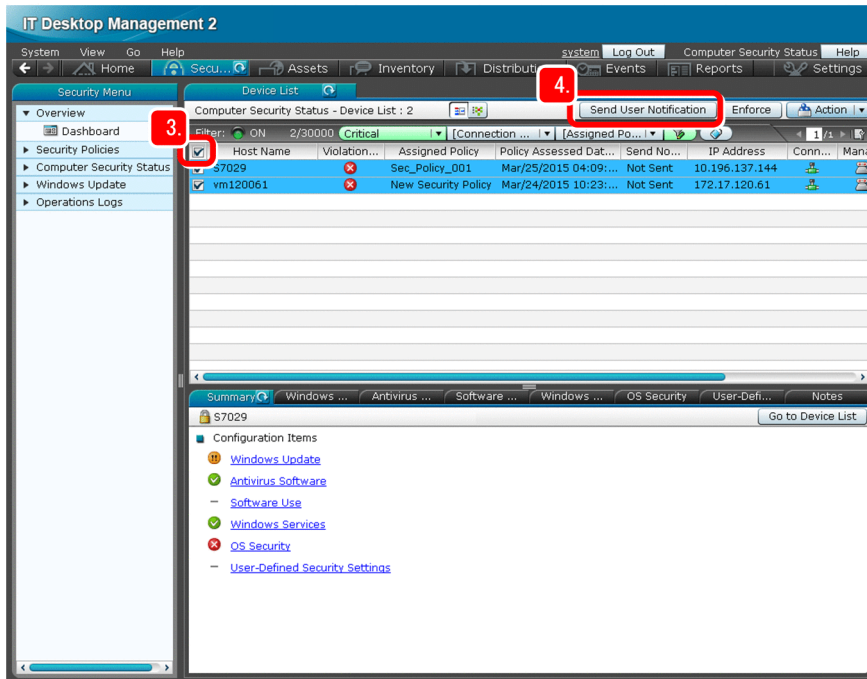 IT Desktop Management 2
System View Go Help system Log Out Computer Security Status Help
Home Secu... Assets Inventory Distributi Events Reports Settings
Security Menu Device List
4.
Overview Computer Security Status - Device List : 2 Send User Notification Enforce Action
Dashboard 3. Filter: ON 2/30000 Critical [Connection ... [Assigned Po... 1/1
Security Policies Host Name Violation... Assigned Policy Policy Assessed Dat... Send No... IP Address Conn... Man
Computer Security Status S7029 Sec_Policy_001 Mar/25/2015 04:09:... Not Sent 10.196.137.144
Windows Update vm120061 New Security Policy Mar/24/2015 10:23:... Not Sent 172.17.120.61
Operations Logs
Summary Windows ... Antivirus ... Software ... Windows ... OS Security User-Defi... Notes
S7029 Go to Device List
Configuration Items
Windows Update
Antivirus Software
– Software Use
Windows Services
OS Security
– User-Defined Security Settings